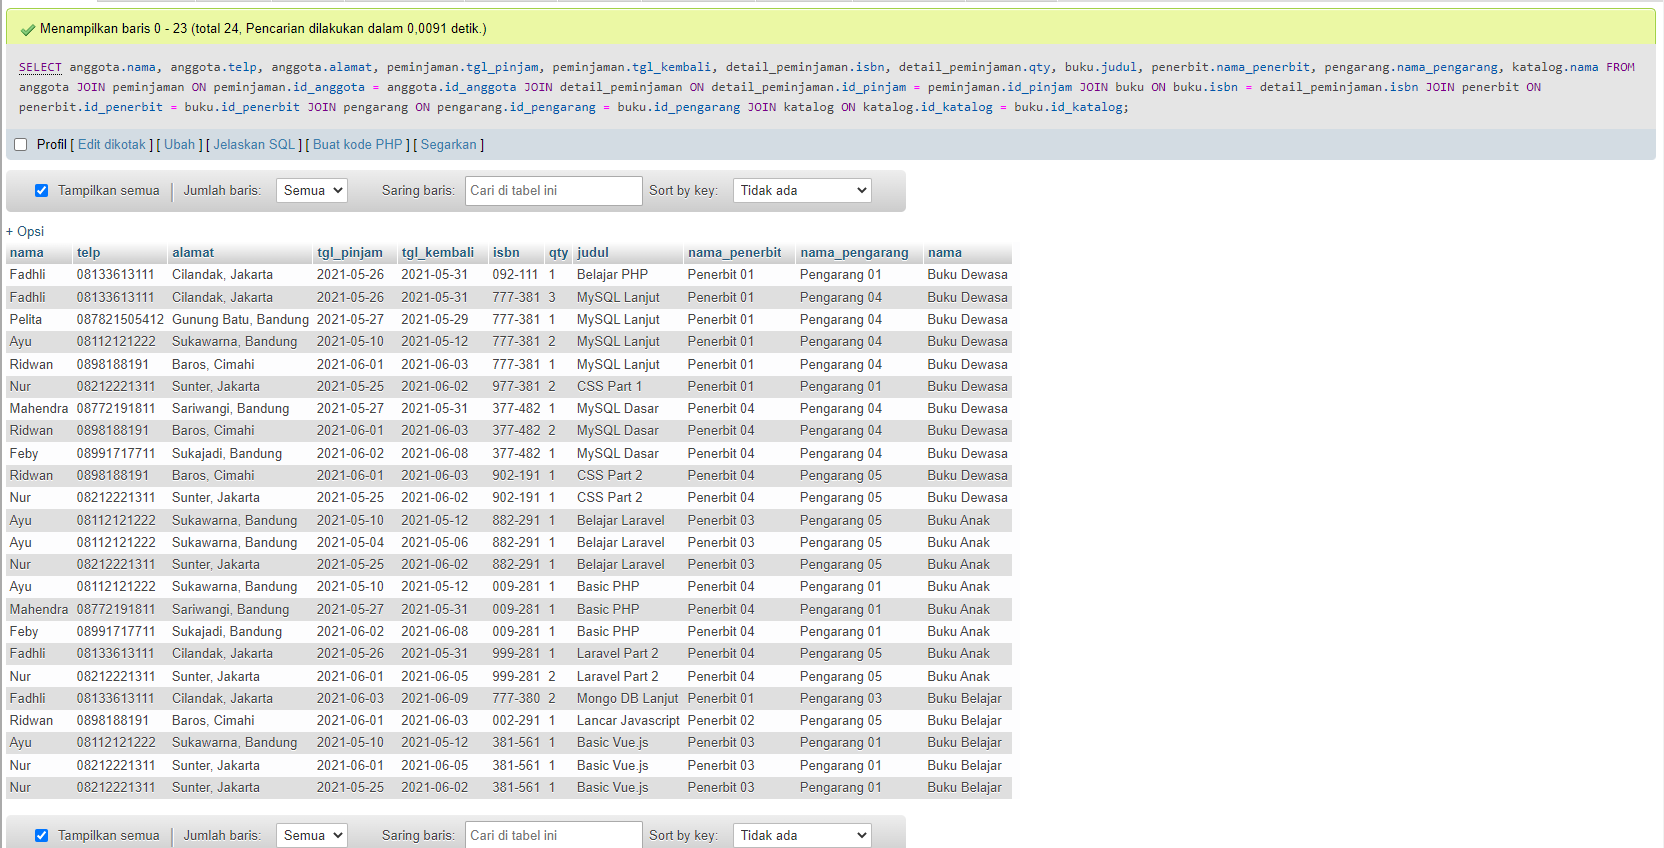 Menampilkan baris 0 - 23 (total 24, Pencarian dilakukan dalam 0,0091 detik.)
SELECT anggota.nama, anggota.telp, anggota.alamat, peminjaman.tgl_pinjam, peminjaman.tgl_kembali, detail_peminjaman.isbn, detail_peminjaman.qty, buku.judul, penerbit.nama_penerbit, pengarang.nama_pengarang, katalog.nama FROM
anggota JOIN peminjaman ON peminjaman.id_anggota = anggota.id_anggota JOIN detail_peminjaman ON detail_peminjaman.id_pinjam = peminjaman.id_pinjam JOIN buku ON buku.isbn = detail_peminjaman.isbn JOIN penerbit ON
penerbit.id_penerbit = buku.id_penerbit JOIN pengarang ON pengarang.id_pengarang = buku.id_pengarang JOIN katalog ON katalog.id_katalog = buku.id_katalog;
Profil [ Edit dikotak ] [ Ubah ] [ Jelaskan SQL ] [ Buat kode PHP ] [ Segarkan ]
Tampilkan semua | Jumlah baris: Semua Saring baris: Cari di tabel ini Sort by key: Tidak ada
+ Opsi
nama telp alamat tgl_pinjam tgl_kembali isbn qty judul nama_penerbit nama_pengarang nama
Fadhli 08133613111 Cilandak, Jakarta 2021-05-26 2021-05-31 092-111 1 Belajar PHP Penerbit 01 Pengarang 01 Buku Dewasa
Fadhli 08133613111 Cilandak, Jakarta 2021-05-26 2021-05-31 777-381 3 MySQL Lanjut Penerbit 01 Pengarang 04 Buku Dewasa
Pelita 087821505412 Gunung Batu, Bandung 2021-05-27 2021-05-29 777-381 1 MySQL Lanjut Penerbit 01 Pengarang 04 Buku Dewasa
Ayu 08112121222 Sukawarna, Bandung 2021-05-10 2021-05-12 777-381 2 MySQL Lanjut Penerbit 01 Pengarang 04 Buku Dewasa
Ridwan 0898188191 Baros, Cimahi 2021-06-01 2021-06-03 777-381 1 MySQL Lanjut Penerbit 01 Pengarang 04 Buku Dewasa
Nur 08212221311 Sunter, Jakarta 2021-05-25 2021-06-02 977-381 2 CSS Part 1 Penerbit 01 Pengarang 01 Buku Dewasa
Mahendra 08772191811 Sariwangi, Bandung 2021-05-27 2021-05-31 377-482 1 MySQL Dasar Penerbit 04 Pengarang 04 Buku Dewasa
Ridwan 0898188191 Baros, Cimahi 2021-06-01 2021-06-03 377-482 2 MySQL Dasar Penerbit 04 Pengarang 04 Buku Dewasa
Feby 08991717711 Sukajadi, Bandung 2021-06-02 2021-06-08 377-482 1 MySQL Dasar Penerbit 04 Pengarang 04 Buku Dewasa
Ridwan 0898188191 Baros, Cimahi 2021-06-01 2021-06-03 902-191 1 CSS Part 2 Penerbit 04 Pengarang 05 Buku Dewasa
Nur 08212221311 Sunter, Jakarta 2021-05-25 2021-06-02 902-191 1 CSS Part 2 Penerbit 04 Pengarang 05 Buku Dewasa
Ayu 08112121222 Sukawarna, Bandung 2021-05-10 2021-05-12 882-291 1 Belajar Laravel Penerbit 03 Pengarang 05 Buku Anak
Ayu 08112121222 Sukawarna, Bandung 2021-05-04 2021-05-06 882-291 1 Belajar Laravel Penerbit 03 Pengarang 05 Buku Anak
Nur 08212221311 Sunter, Jakarta 2021-05-25 2021-06-02 882-291 1 Belajar Laravel Penerbit 03 Pengarang 05 Buku Anak
Ayu 08112121222 Sukawarna, Bandung 2021-05-10 2021-05-12 009-281 1 Basic PHP Penerbit 04 Pengarang 01 Buku Anak
Mahendra 08772191811 Sariwangi, Bandung 2021-05-27 2021-05-31 009-281 1 Basic PHP Penerbit 04 Pengarang 01 Buku Anak
Feby 08991717711 Sukajadi, Bandung 2021-06-02 2021-06-08 009-281 1 Basic PHP Penerbit 04 Pengarang 01 Buku Anak
Fadhli 08133613111 Cilandak, Jakarta 2021-05-26 2021-05-31 999-281 1 Laravel Part 2 Penerbit 04 Pengarang 05 Buku Anak
Nur 08212221311 Sunter, Jakarta 2021-06-01 2021-06-05 999-281 2 Laravel Part 2 Penerbit 04 Pengarang 05 Buku Anak
Fadhli 08133613111 Cilandak, Jakarta 2021-06-03 2021-06-09 777-380 2 Mongo DB Lanjut Penerbit 01 Pengarang 03 Buku Belajar
Ridwan 0898188191 Baros, Cimahi 2021-06-01 2021-06-03 002-291 1 Lancar Javascript Penerbit 02 Pengarang 05 Buku Belajar
Ayu 08112121222 Sukawarna, Bandung 2021-05-10 2021-05-12 381-561 1 Basic Vue.js Penerbit 03 Pengarang 01 Buku Belajar
Nur 08212221311 Sunter, Jakarta 2021-06-01 2021-06-05 381-561 1 Basic Vue.js Penerbit 03 Pengarang 01 Buku Belajar
Nur 08212221311 Sunter, Jakarta 2021-05-25 2021-06-02 381-561 1 Basic Vue.js Penerbit 03 Pengarang 01 Buku Belajar
Tampilkan semua | Jumlah baris: Semua Saring baris: Cari di tabel ini Sort by key: Tidak ada